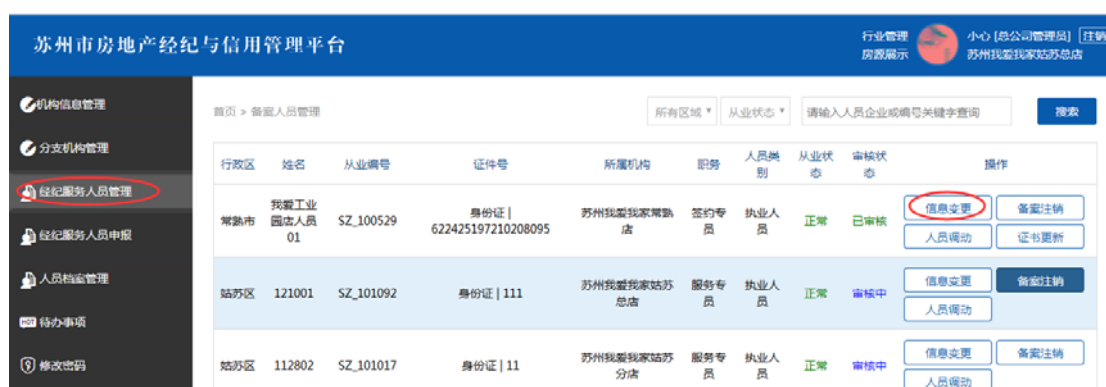 苏州市房地产经纪与信用管理平台
行业管理
房源展示
小心 [总公司管理员] [注销
苏州我爱我家姑苏总店
机构信息管理
分支机构管理
经纪服务人员管理
经纪服务人员申报
人员档案管理
HOT 待办事项
修改密码
首页 > 备案人员管理
所有区域 ▼
从业状态 ▼
请输入人员企业或编号关键字查询
搜索
行政区 姓名 从业编号 证件号 所属机构 职务 人员类别 从业状态 审核状态 操作
常熟市 我爱工业园店人员01 SZ_100529 身份证 | 622425197210208095 苏州我爱我家常熟店 签约专员 执业人员 正常 已审核 信息变更 备案注销
人员调动 证书更新
姑苏区 121001 SZ_101092 身份证 | 111 苏州我爱我家姑苏总店 服务专员 执业人员 正常 审核中 信息变更 备案注销
人员调动
姑苏区 112802 SZ_101017 身份证 | 11 苏州我爱我家姑苏分店 服务专员 执业人员 正常 审核中 信息变更 备案注销
人员调动